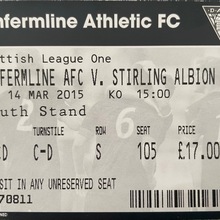 nfermline Athletic FC
ottish League One
FERMLINE AFC V. STIRLING ALBION
14 MAR 2015 KO 15:00
uth Stand
TURNSTILE ROW SEAT PRICE
D C-D S 105 £17.00
SIT IN ANY UNRESERVED SEAT
70811